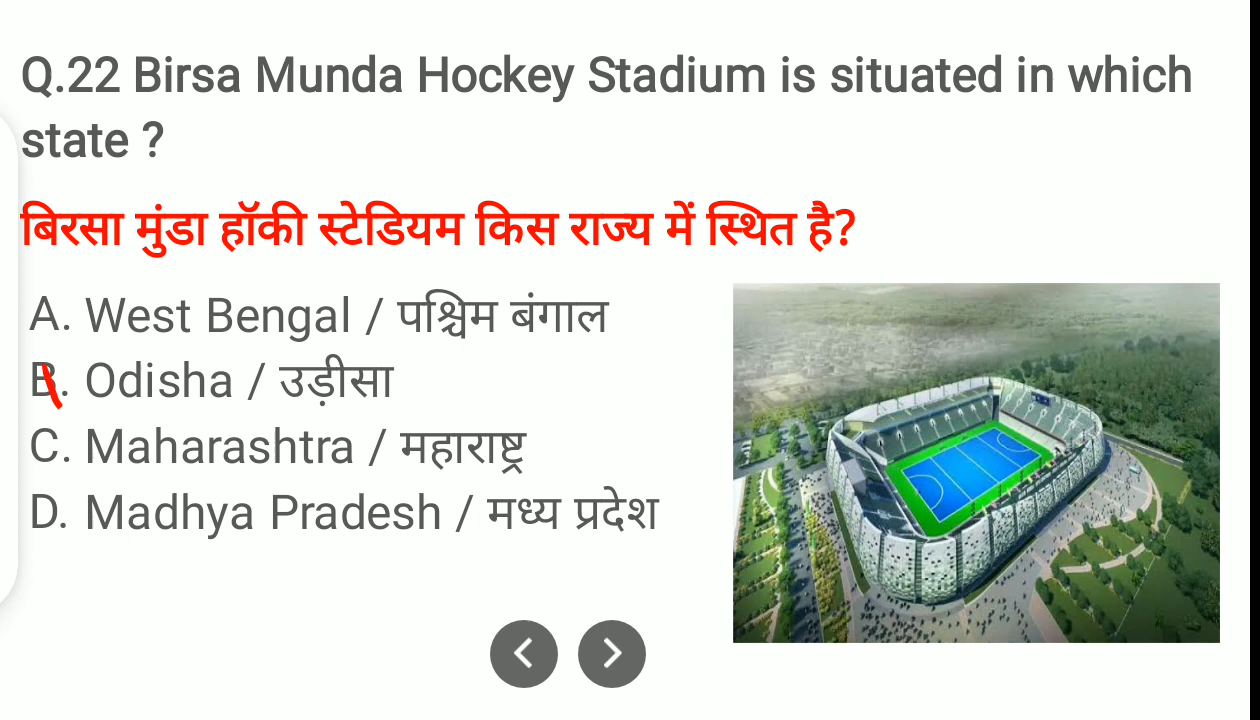 Q.22 Birsa Munda Hockey Stadium is situated in which
state ?
बिरसा मुंडा हॉकी स्टेडियम किस राज्य में स्थित है?
A. West Bengal / पश्चिम बंगाल
B. Odisha / उड़ीसा
C. Maharashtra / महाराष्ट्र
D. Madhya Pradesh / मध्य प्रदेश